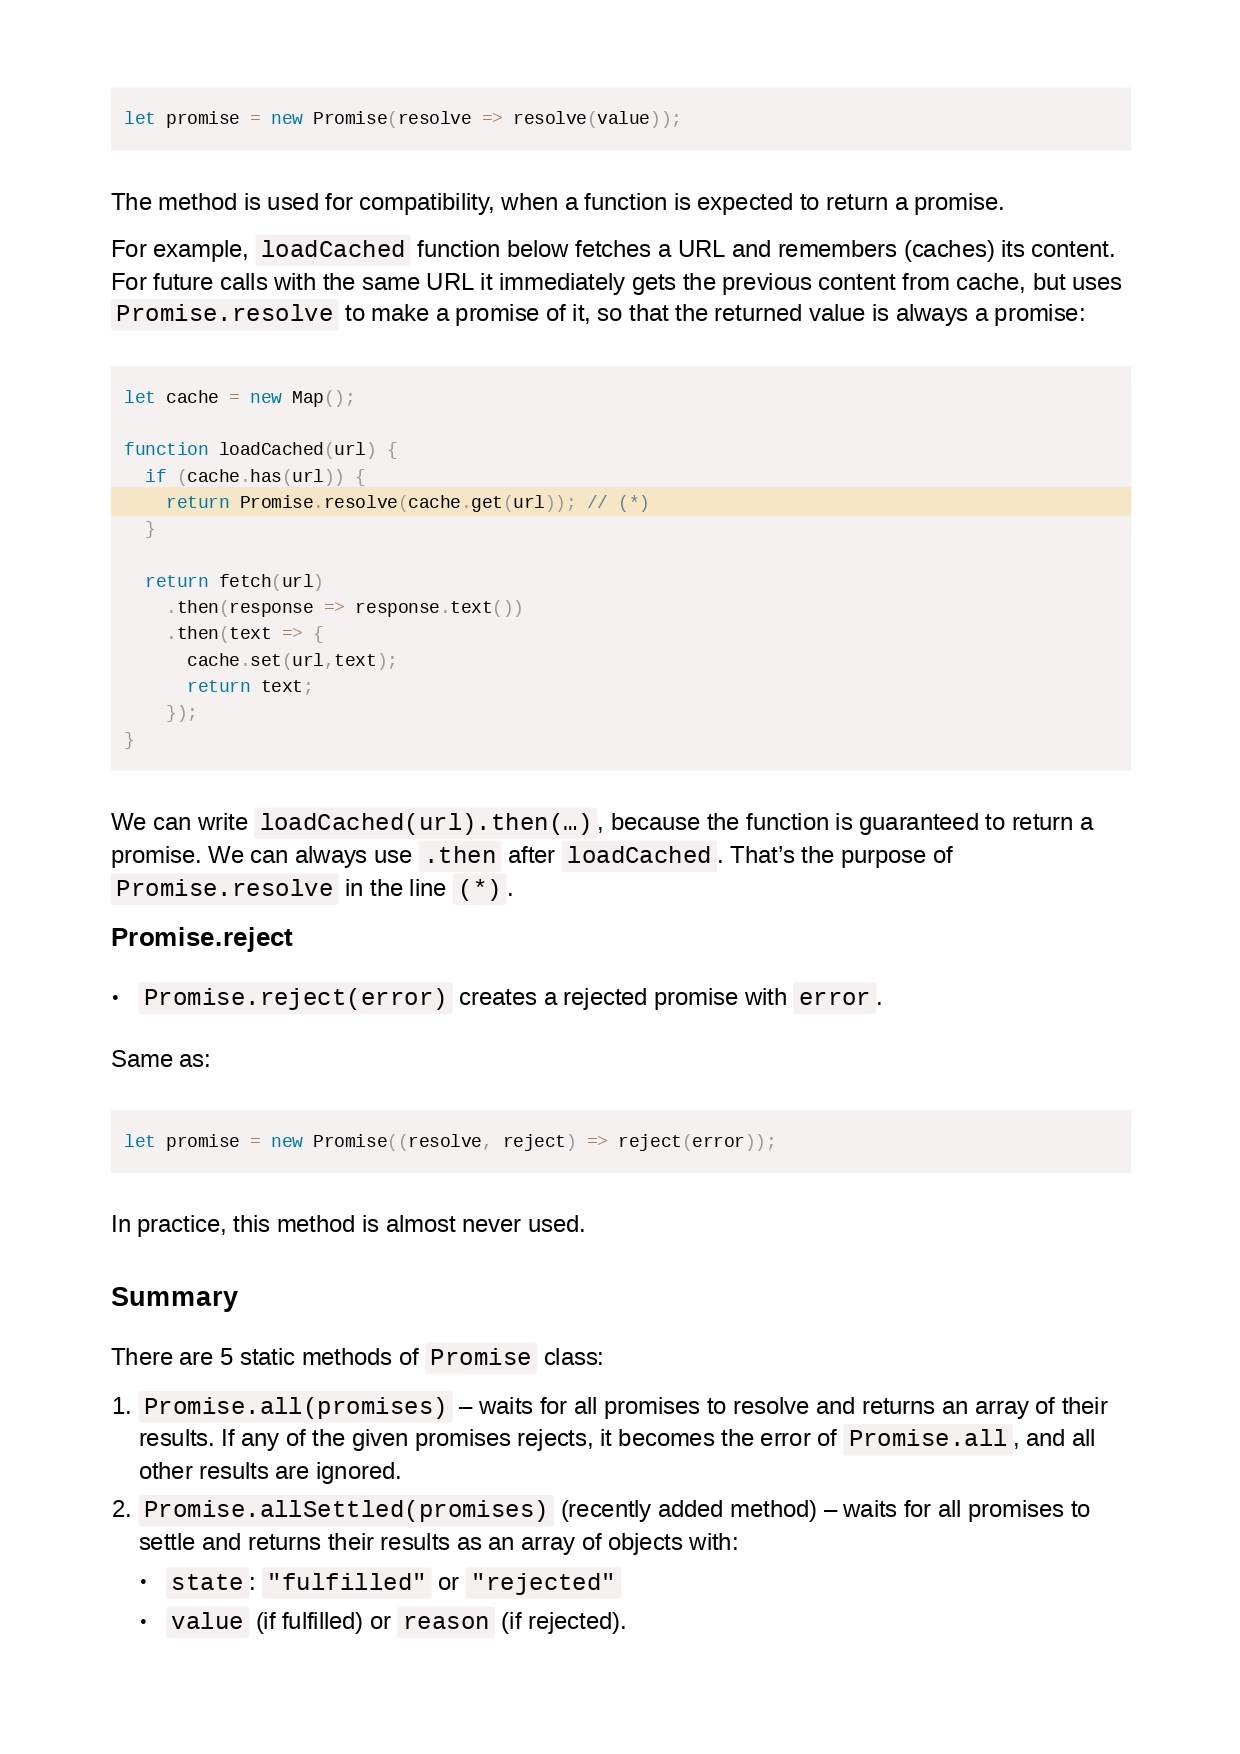 let promise = new Promise(resolve => resolve(value));
The method is used for compatibility, when a function is expected to return a promise.
For example, loadCached function below fetches a URL and remembers (caches) its content.
For future calls with the same URL it immediately gets the previous content from cache, but uses
Promise.resolve to make a promise of it, so that the returned value is always a promise:
let cache = new Map();
function loadCached(url) {
  if (cache.has(url)) {
    return Promise.resolve(cache.get(url)); // (*)
  }
  return fetch(url)
    .then(response => response.text())
    .then(text => {
      cache.set(url,text);
      return text;
    });
}
We can write loadCached(url).then(…), because the function is guaranteed to return a
promise. We can always use .then after loadCached. That’s the purpose of
Promise.resolve in the line (*).
Promise.reject
• Promise.reject(error) creates a rejected promise with error.
Same as:
let promise = new Promise((resolve, reject) => reject(error));
In practice, this method is almost never used.
Summary
There are 5 static methods of Promise class:
1. Promise.all(promises) – waits for all promises to resolve and returns an array of their
results. If any of the given promises rejects, it becomes the error of Promise.all, and all
other results are ignored.
2. Promise.allSettled(promises) (recently added method) – waits for all promises to
settle and returns their results as an array of objects with:
• state: "fulfilled" or "rejected"
• value (if fulfilled) or reason (if rejected).